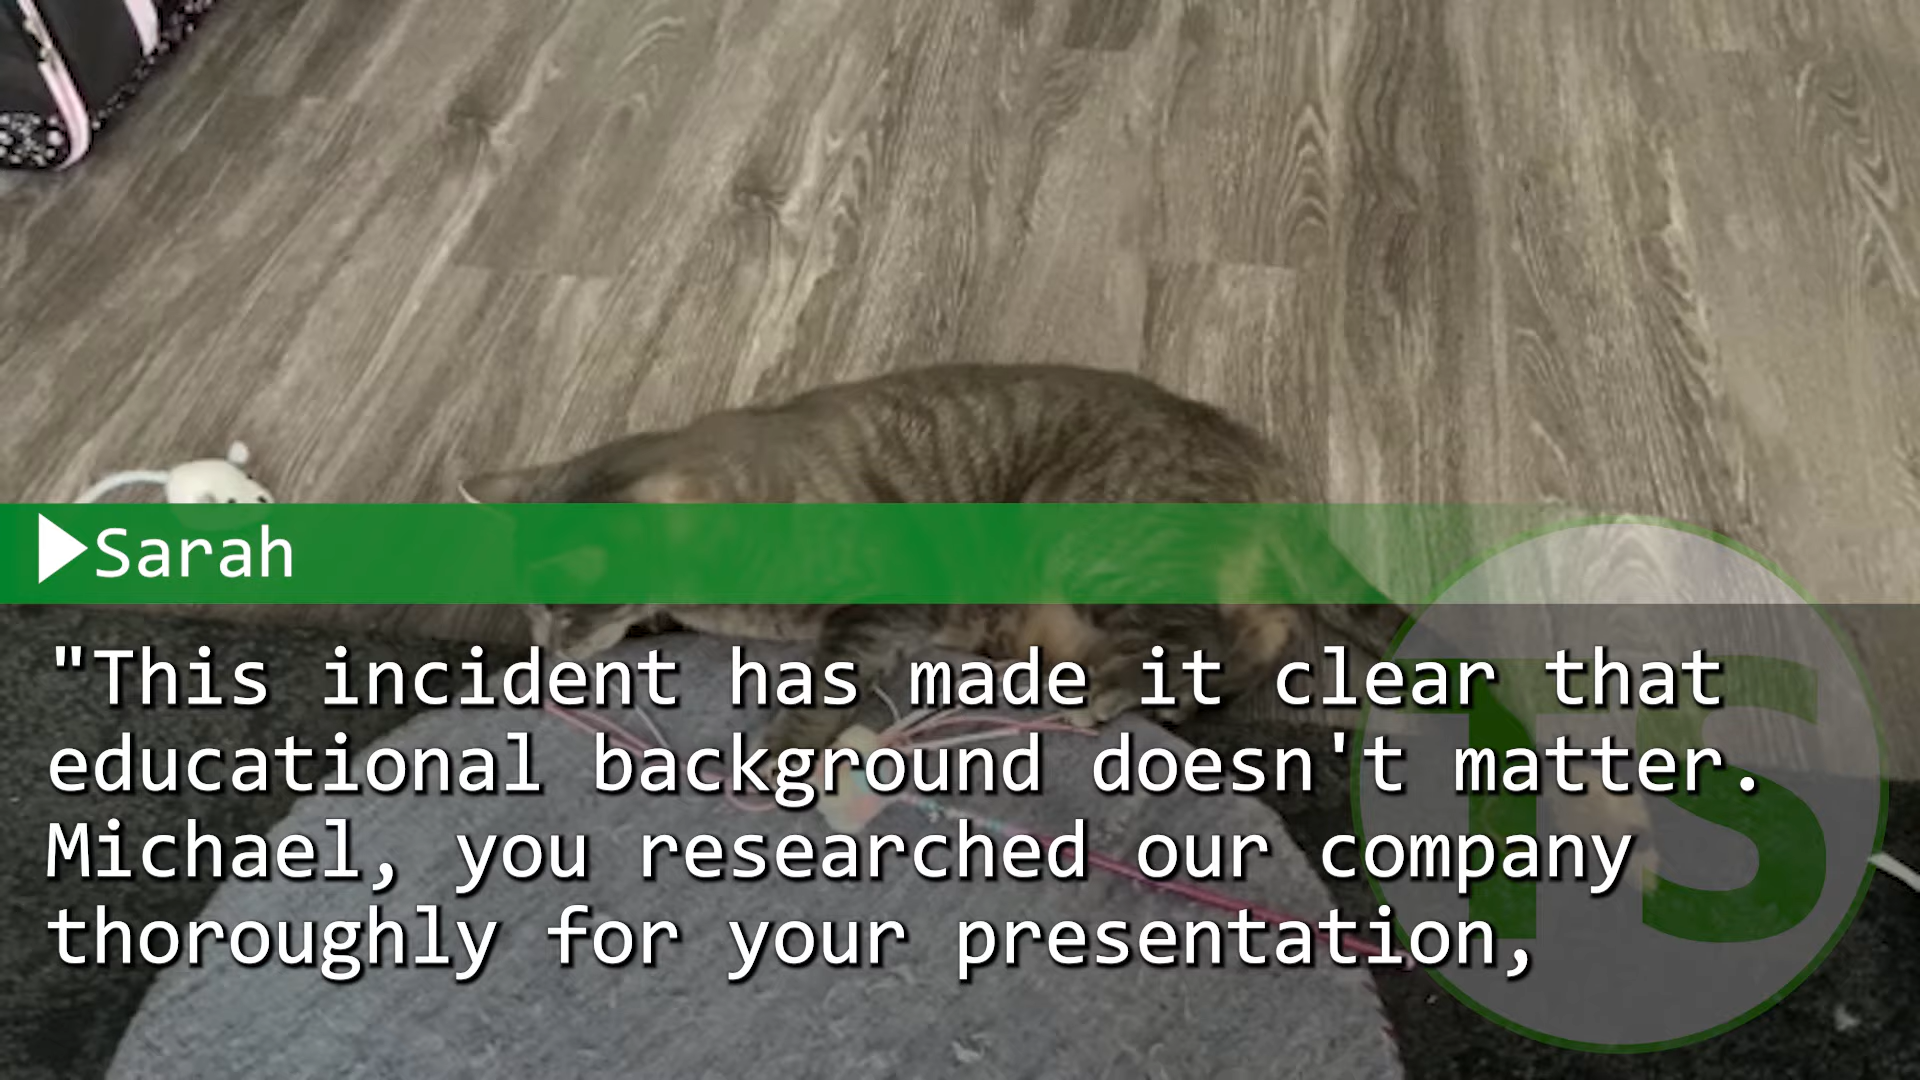 Sarah
"This incident has made it clear that
educational background doesn't matter.
Michael, you researched our company
thoroughly for your presentation,
TS